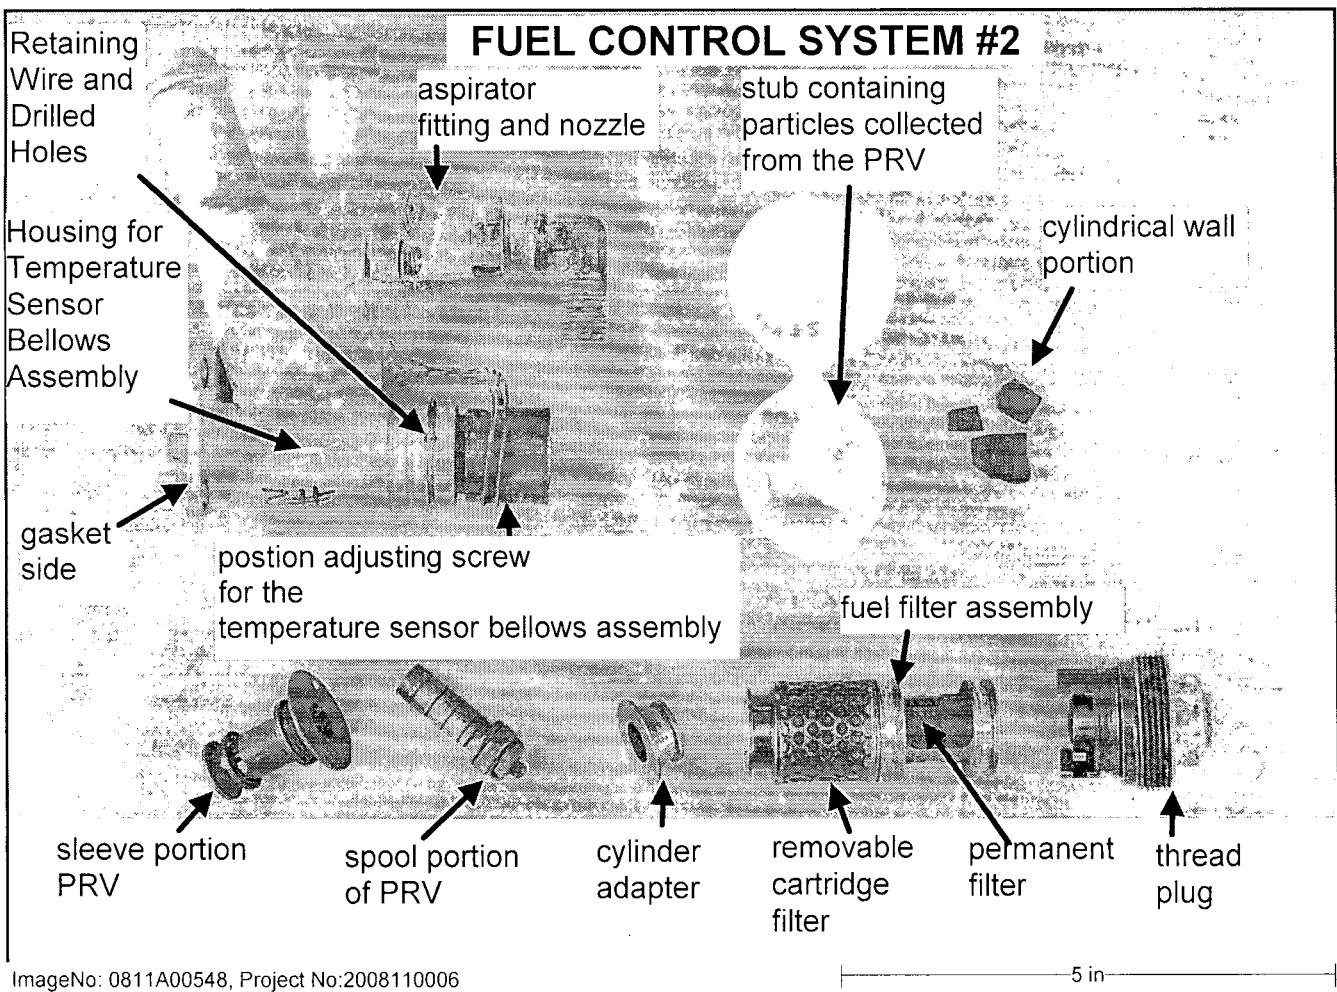 FUEL CONTROL SYSTEM #2
Retaining
Wire and
Drilled
Holes
aspirator
fitting and nozzle
stub containing
particles collected
from the PRV
cylindrical wall
portion
Housing for
Temperature
Sensor
Bellows
Assembly
gasket
side
postion adjusting screw
for the
temperature sensor bellows assembly
fuel filter assembly
sleeve portion
PRV
spool portion
of PRV
cylinder
adapter
removable
cartridge
filter
permanent
filter
thread
plug
ImageNo: 0811A00548, Project No:2008110006
5 in